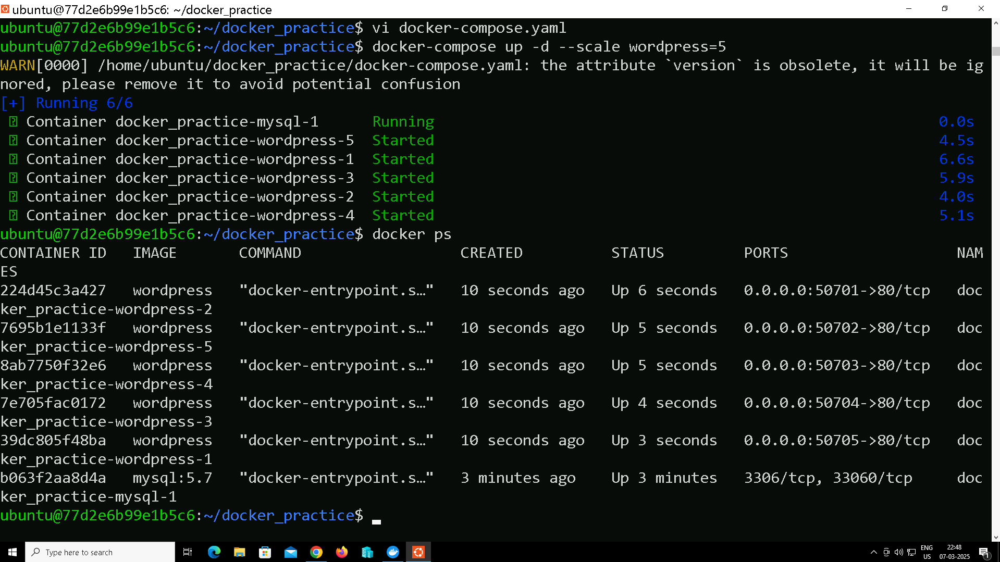 ubuntu@77d2e6b99e1b5c6: ~/docker_practice
ubuntu@77d2e6b99e1b5c6:~/docker_practice$ vi docker-compose.yaml
ubuntu@77d2e6b99e1b5c6:~/docker_practice$ docker-compose up -d --scale wordpress=5
WARN[0000] /home/ubuntu/docker_practice/docker-compose.yaml: the attribute `version` is obsolete, it will be ig
nored, please remove it to avoid potential confusion
[+] Running 6/6
Container docker_practice-mysql-1 Running 0.0s
Container docker_practice-wordpress-5 Started 4.5s
Container docker_practice-wordpress-1 Started 6.6s
Container docker_practice-wordpress-3 Started 5.9s
Container docker_practice-wordpress-2 Started 4.0s
Container docker_practice-wordpress-4 Started 5.1s
ubuntu@77d2e6b99e1b5c6:~/docker_practice$ docker ps
CONTAINER ID IMAGE COMMAND CREATED STATUS PORTS NAM
ES
224d45c3a427 wordpress "docker-entrypoint.s…" 10 seconds ago Up 6 seconds 0.0.0.0:50701->80/tcp doc
ker_practice-wordpress-2
7695b1e1133f wordpress "docker-entrypoint.s…" 10 seconds ago Up 5 seconds 0.0.0.0:50702->80/tcp doc
ker_practice-wordpress-5
8ab7750f32e6 wordpress "docker-entrypoint.s…" 10 seconds ago Up 5 seconds 0.0.0.0:50703->80/tcp doc
ker_practice-wordpress-4
7e705fac0172 wordpress "docker-entrypoint.s…" 10 seconds ago Up 4 seconds 0.0.0.0:50704->80/tcp doc
ker_practice-wordpress-3
39dc805f48ba wordpress "docker-entrypoint.s…" 10 seconds ago Up 3 seconds 0.0.0.0:50705->80/tcp doc
ker_practice-wordpress-1
b063f2aa8d4a mysql:5.7 "docker-entrypoint.s…" 3 minutes ago Up 3 minutes 3306/tcp, 33060/tcp doc
ker_practice-mysql-1
ubuntu@77d2e6b99e1b5c6:~/docker_practice$
Type here to search
ENG
US
22:48
07-03-2025
1